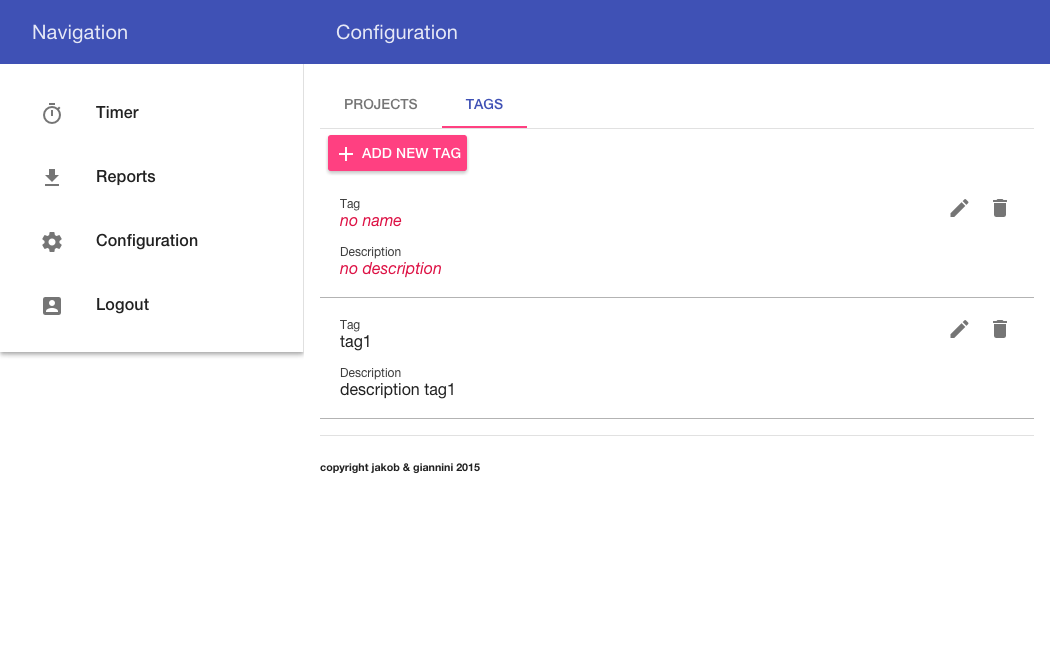 Navigation
Configuration
Timer
Reports
Configuration
Logout
PROJECTS
TAGS
ADD NEW TAG
Tag
no name
Description
no description
Tag
tag1
Description
description tag1
copyright jakob & giannini 2015